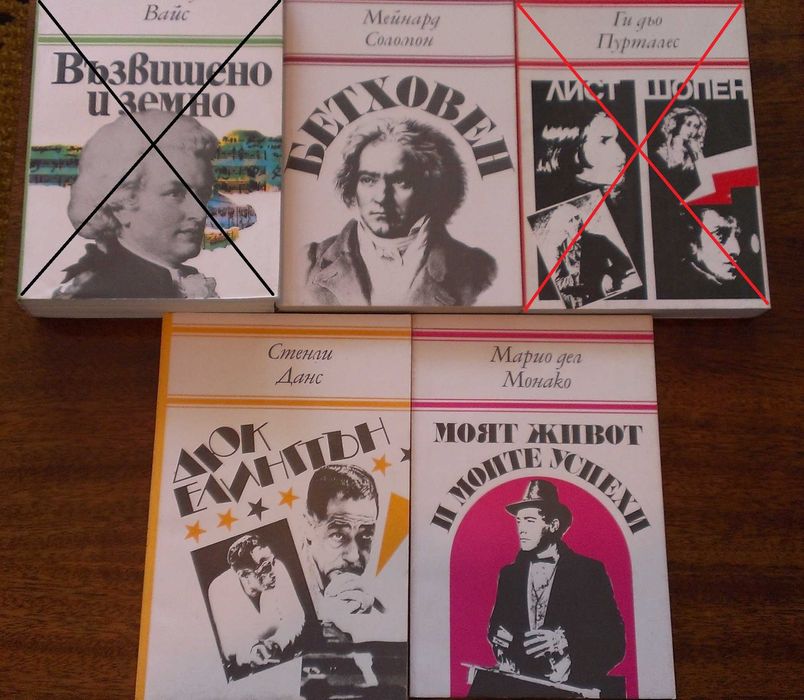 Вайс
Възвишено
и земно
Мейнард
Соломон
БЕТХОВЕН
Ги дьо
Пурталес
ЛИСТ ШОПЕН
Стенли
Данс
ДЮК
ЕЛИНГТЪН
Марио дел
Монако
МОЯТ ЖИВОТ
И МОИТЕ УСПЕХИ